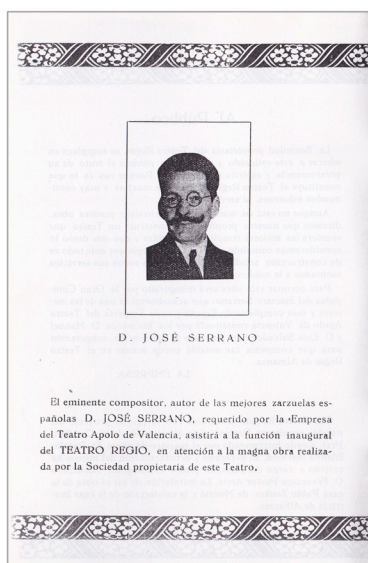 D. JOSÉ SERRANO
El eminente compositor, autor de las mejores zarzuelas es-
pañolas D. JOSÉ SERRANO, requerido por la Empresa
del Teatro Apolo de Valencia, asistirá a la función inaugural
del TEATRO REGIO, en atención a la magna obra realiza-
da por la Sociedad propietaria de este Teatro.